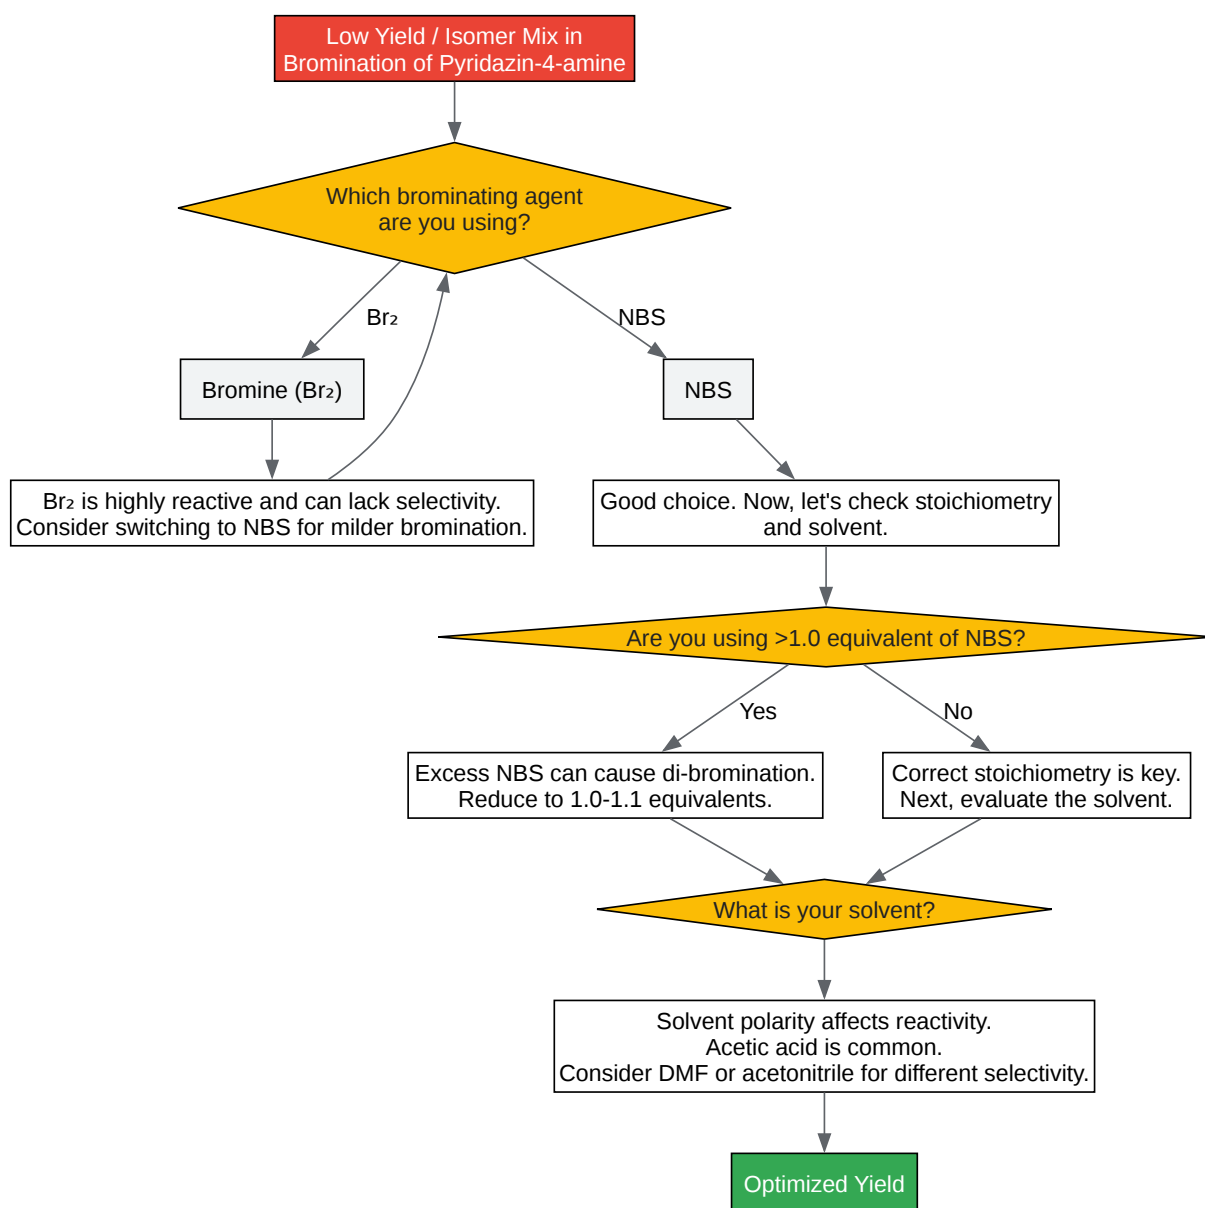 Low Yield / Isomer Mix in
Bromination of Pyridazin-4-amine
Which brominating agent
are you using?
Br₂
NBS
Bromine (Br₂)
NBS
Br₂ is highly reactive and can lack selectivity.
Consider switching to NBS for milder bromination.
Good choice. Now, let's check stoichiometry
and solvent.
Are you using >1.0 equivalent of NBS?
Yes
No
Excess NBS can cause di-bromination.
Reduce to 1.0-1.1 equivalents.
Correct stoichiometry is key.
Next, evaluate the solvent.
What is your solvent?
Solvent polarity affects reactivity.
Acetic acid is common.
Consider DMF or acetonitrile for different selectivity.
Optimized Yield